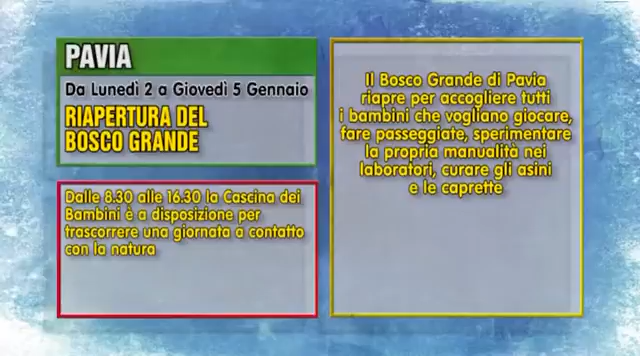 PAVIA
Da Lunedì 2 a Giovedì 5 Gennaio
RIAPERTURA DEL
BOSCO GRANDE
Dalle 8.30 alle 16.30 la Cascina dei
Bambini è a disposizione per
trascorrere una giornata a contatto
con la natura
Il Bosco Grande di Pavia
riapre per accogliere tutti
i bambini che vogliano giocare,
fare passeggiate, sperimentare
la propria manualità nei
laboratori, curare gli asini
e le caprette